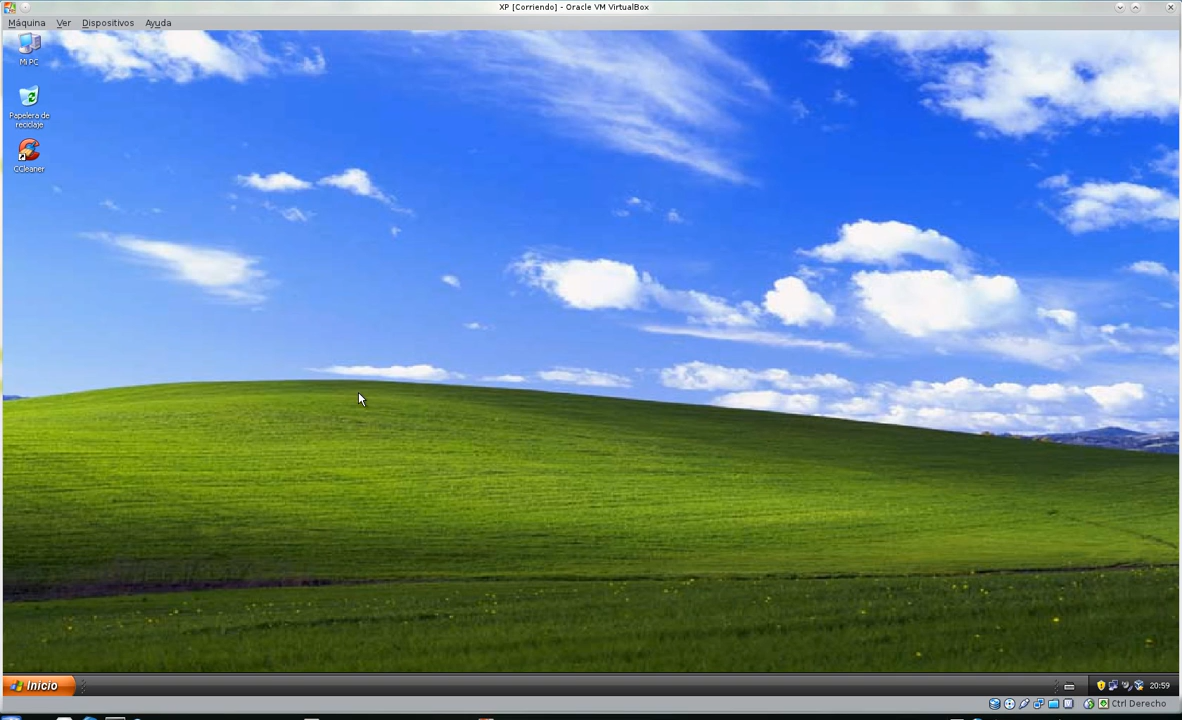 XP [Corriendo] - Oracle VM VirtualBox
Máquina Ver Dispositivos Ayuda
Mi PC
Papelera de
reciclaje
CCleaner
Inicio
20:59
Ctrl Derecho